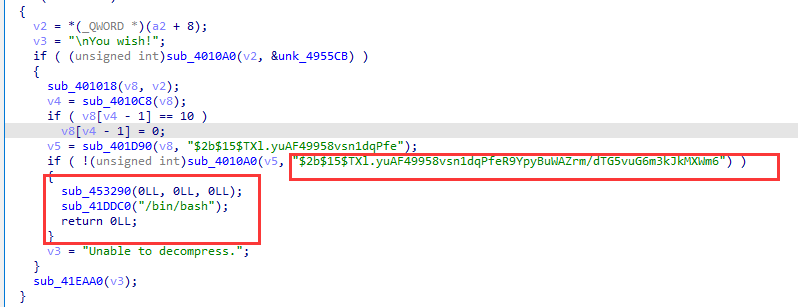 {
v2 = *(_QWORD *)(a2 + 8);
v3 = "\nYou wish!";
if ( (unsigned int)sub_4010A0(v2, &unk_4955CB) )
{
sub_401018(v8, v2);
v4 = sub_4010C8(v8);
if ( v8[v4 - 1] == 10 )
v8[v4 - 1] = 0;
v5 = sub_401D90(v8, "$2b$15$TXl.yuAF49958vsn1dqPfe");
if ( !(unsigned int)sub_4010A0(v5, "$2b$15$TXl.yuAF49958vsn1dqPfeR9YpyBuWAZrm/dTG5vuG6m3kJkMXWm6") )
{
sub_453290(0LL, 0LL, 0LL);
sub_41DDC0("/bin/bash");
return 0LL;
}
v3 = "Unable to decompress.";
}
sub_41EAA0(v3);
}